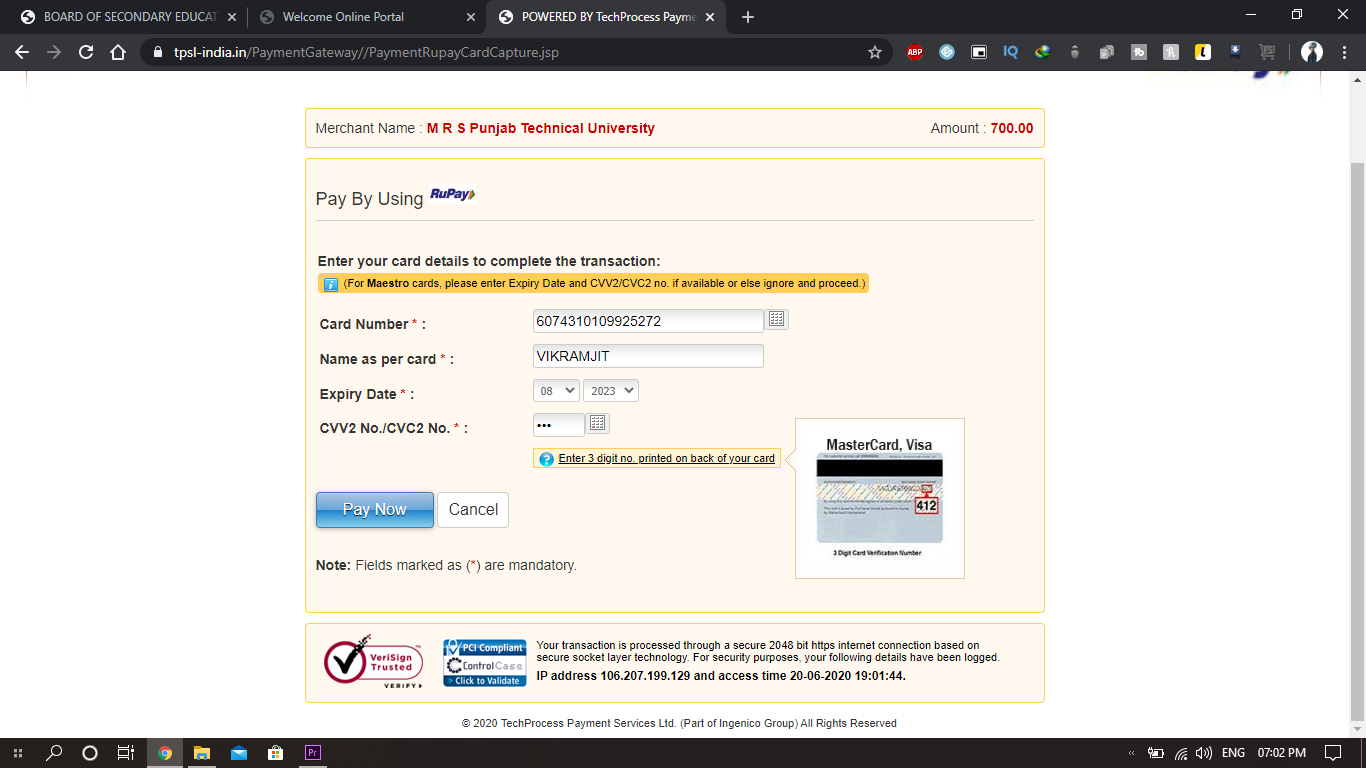 BOARD OF SECONDARY EDUCAT
Welcome Online Portal
POWERED BY TechProcess Payme
tpsl-india.in/PaymentGateway//PaymentRupayCardCapture.jsp
ABP
IQ
Merchant Name : M R S Punjab Technical University
Amount : 700.00
Pay By Using RuPay
Enter your card details to complete the transaction:
(For Maestro cards, please enter Expiry Date and CVV2/CVC2 no. if available or else ignore and proceed.)
Card Number * : 6074310109925272
Name as per card * : VIKRAMJIT
Expiry Date * : 08 2023
CVV2 No./CVC2 No. * : •••
Enter 3 digit no. printed on back of your card
MasterCard, Visa
412
3 Digit Card Verification Number
Pay Now Cancel
Note: Fields marked as (*) are mandatory.
VeriSign
Trusted
VERIFY
PCI Compliant
ControlCase
Click to Validate
Your transaction is processed through a secure 2048 bit https internet connection based on
secure socket layer technology. For security purposes, your following details have been logged.
IP address 106.207.199.129 and access time 20-06-2020 19:01:44.
© 2020 TechProcess Payment Services Ltd. (Part of Ingenico Group) All Rights Reserved
Pr
ENG
07:02 PM